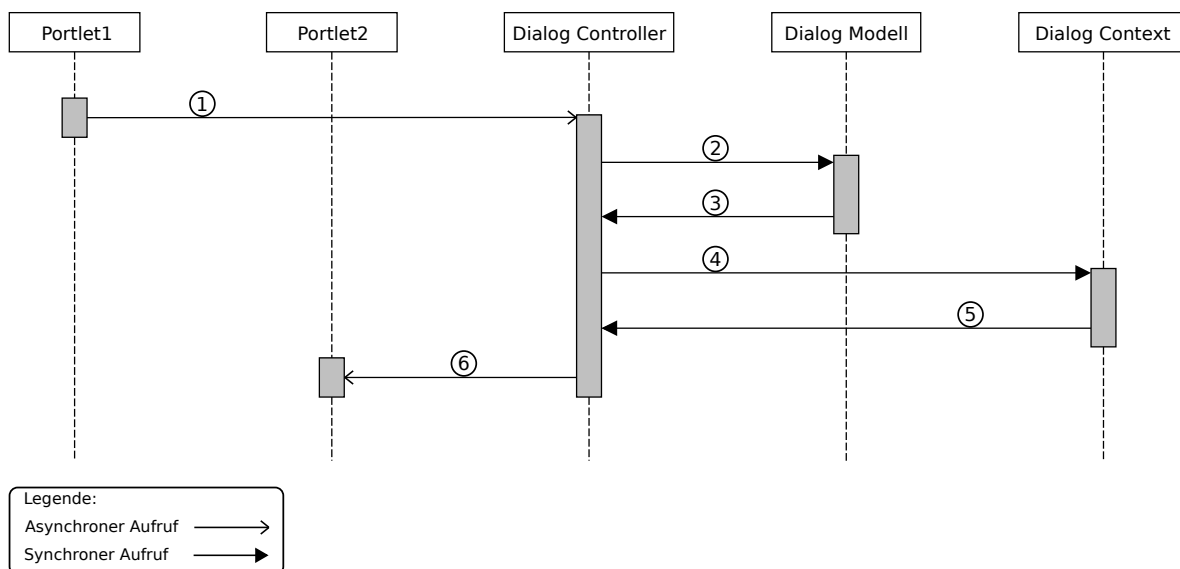 Portlet1
Portlet2
Dialog Controller
Dialog Modell
Dialog Context
1
2
3
4
5
6
Legende:
Asynchroner Aufruf
Synchroner Aufruf